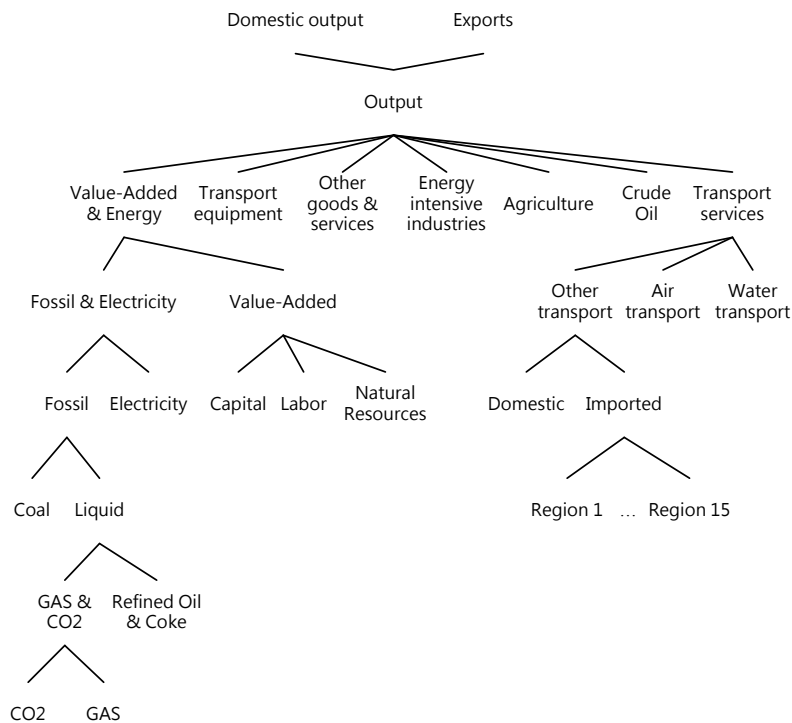 Domestic output
Exports
Output
Value-Added
& Energy
Transport
equipment
Other
goods &
services
Energy
intensive
industries
Agriculture
Crude
Oil
Transport
services
Fossil & Electricity
Value-Added
Other
transport
Air
transport
Water
transport
Fossil
Electricity
Capital
Labor
Natural
Resources
Domestic
Imported
Coal
Liquid
Region 1
...
Region 15
GAS &
CO2
Refined Oil
& Coke
CO2
GAS